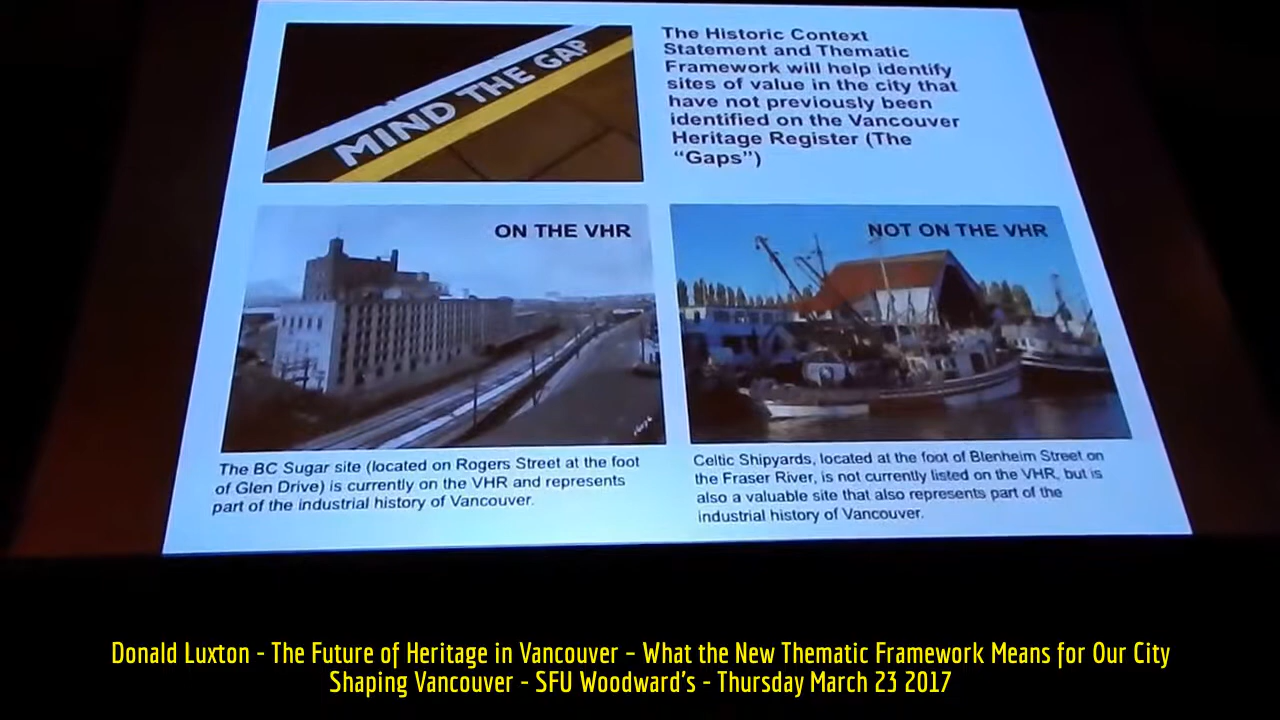 MIND THE GAP
The Historic Context
Statement and Thematic
Framework will help identify
sites of value in the city that
have not previously been
identified on the Vancouver
Heritage Register (The
“Gaps”)
ON THE VHR
NOT ON THE VHR
The BC Sugar site (located on Rogers Street at the foot
of Glen Drive) is currently on the VHR and represents
part of the industrial history of Vancouver.
Celtic Shipyards, located at the foot of Blenheim Street on
the Fraser River, is not currently listed on the VHR, but is
also a valuable site that also represents part of the
industrial history of Vancouver.
Donald Luxton - The Future of Heritage in Vancouver – What the New Thematic Framework Means for Our City
Shaping Vancouver - SFU Woodward's - Thursday March 23 2017